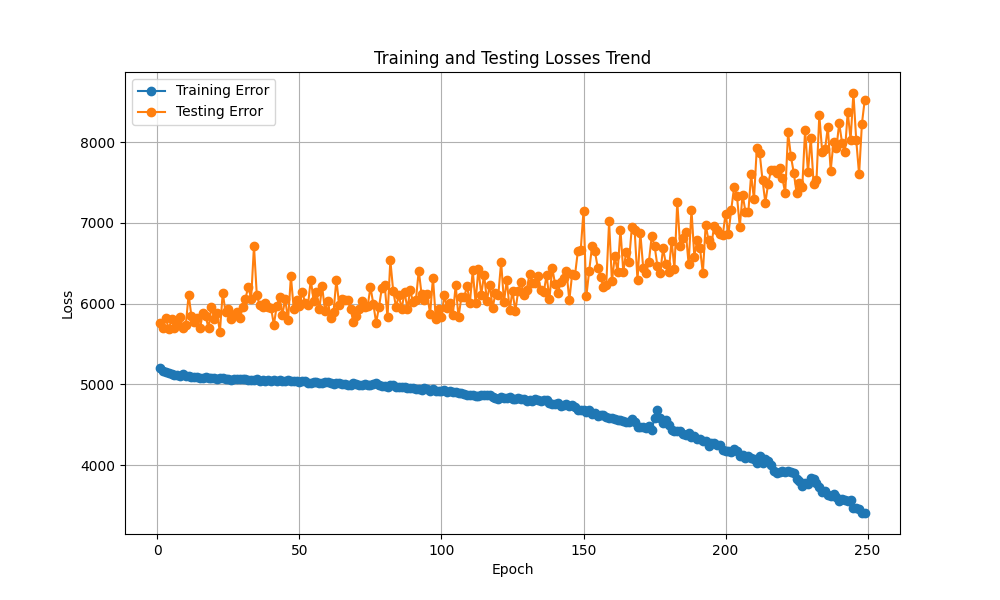 Training and Testing Losses Trend
Training Error
Testing Error
8000
7000
6000
5000
4000
Loss
0 50 100 150 200 250
Epoch